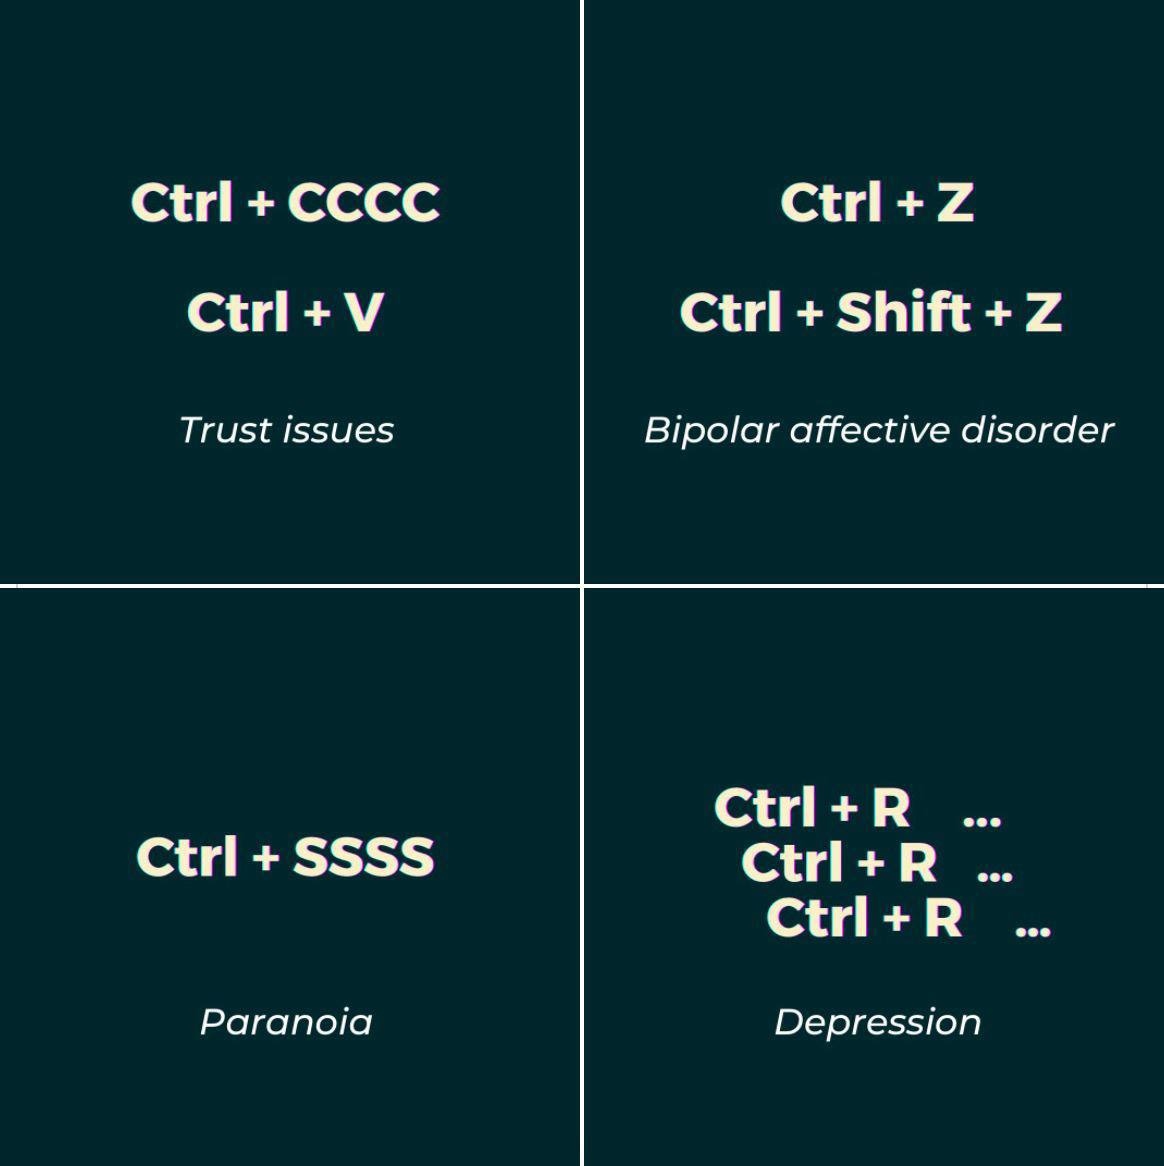 Ctrl + CCCC
Ctrl + V
Trust issues
Ctrl + Z
Ctrl + Shift + Z
Bipolar affective disorder
Ctrl + SSSS
Paranoia
Ctrl + R ...
Ctrl + R ...
Ctrl + R ...
Depression